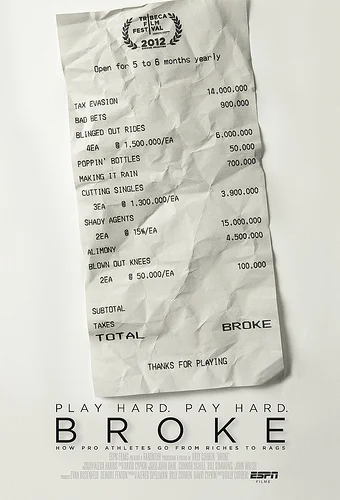 TRIBECA
FILM
FESTIVAL
2012
Open for 5 to 6 months yearly
TAX EVASION 14.000.000
BAD BETS 900.000
BLINGED OUT RIDES
4EA @ 1.500.000/EA 6.000.000
POPPIN' BOTTLES 50.000
MAKING IT RAIN 700.000
CUTTING SINGLES
3EA @ 1.300.000/EA 3.900.000
SHADY AGENTS
2EA @ 15%/EA 15.000.000
ALIMONY 4.500.000
BLOWN OUT KNEES
2EA @ 50.000/EA 100.000
SUBTOTAL
TAXES
TOTAL BROKE
THANKS FOR PLAYING
PLAY HARD. PAY HARD.
BROKE
HOW PRO ATHLETES GO FROM RICHES TO RAGS
ESPN
FILMS